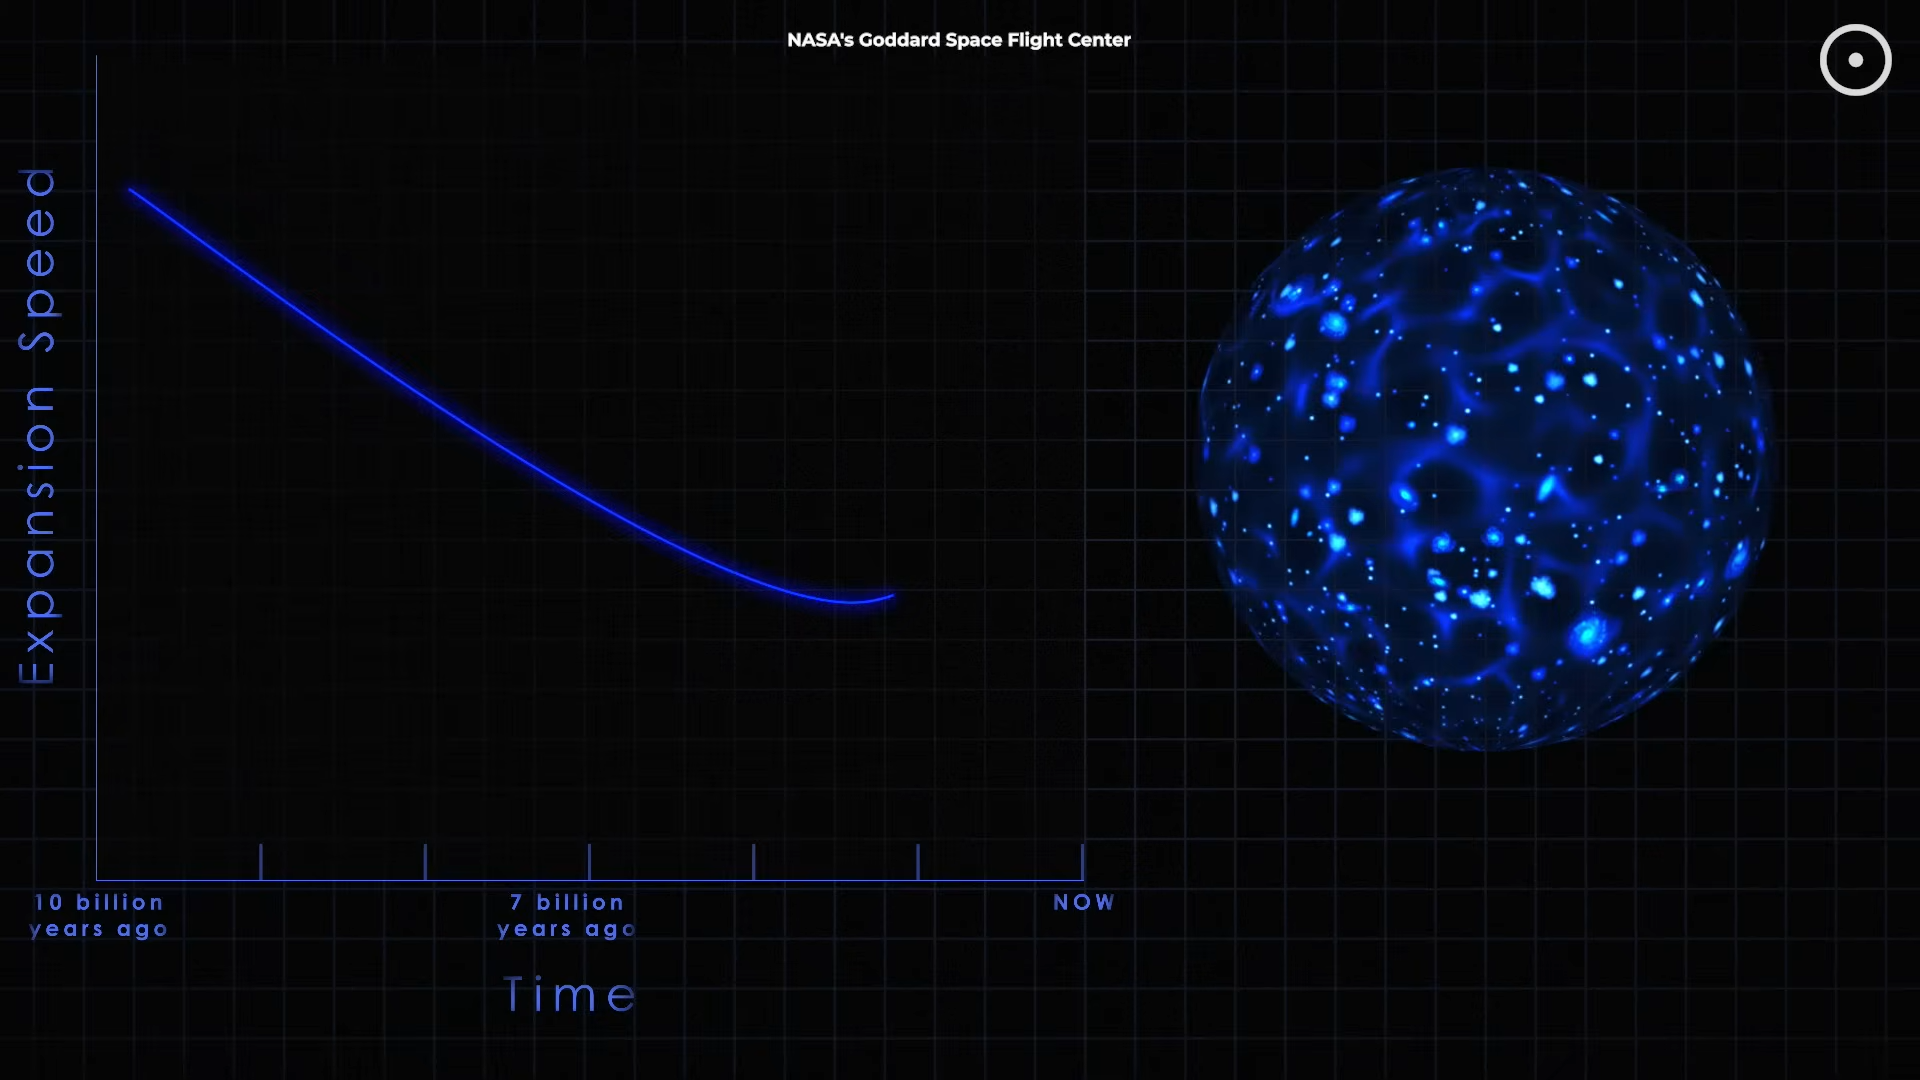 NASA's Goddard Space Flight Center
Expansion Speed
10 billion
years ago
7 billion
years ago
NOW
Time